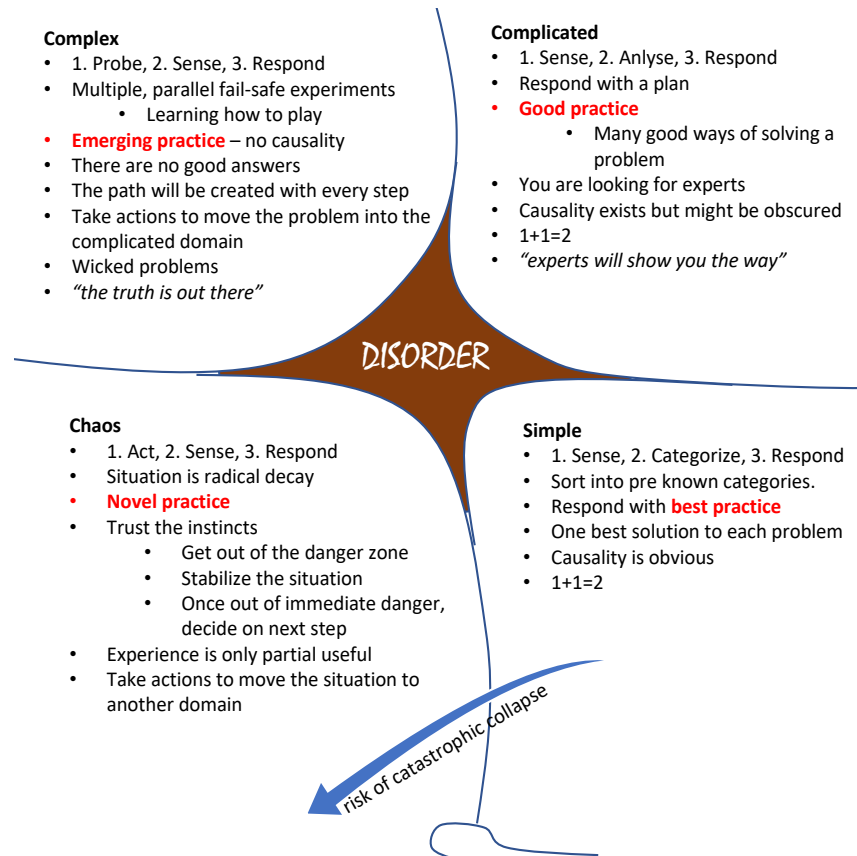 Complex
• 1. Probe, 2. Sense, 3. Respond
• Multiple, parallel fail-safe experiments
• Learning how to play
• Emerging practice – no causality
• There are no good answers
• The path will be created with every step
• Take actions to move the problem into the
complicated domain
• Wicked problems
• “the truth is out there”
Complicated
• 1. Sense, 2. Anlyse, 3. Respond
• Respond with a plan
• Good practice
• Many good ways of solving a
problem
• You are looking for experts
• Causality exists but might be obscured
• 1+1=2
• “experts will show you the way”
DISORDER
Chaos
• 1. Act, 2. Sense, 3. Respond
• Situation is radical decay
• Novel practice
• Trust the instincts
• Get out of the danger zone
• Stabilize the situation
• Once out of immediate danger,
decide on next step
• Experience is only partial useful
• Take actions to move the situation to
another domain
Simple
• 1. Sense, 2. Categorize, 3. Respond
• Sort into pre known categories.
• Respond with best practice
• One best solution to each problem
• Causality is obvious
• 1+1=2
risk of catastrophic collapse